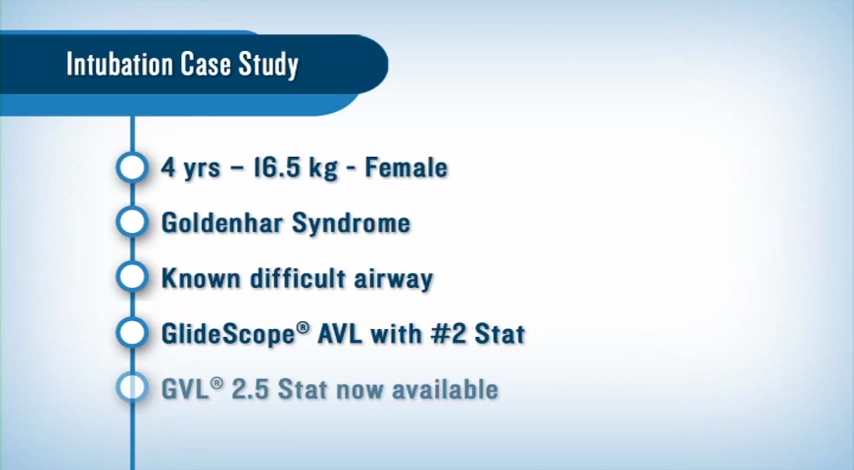 Intubation Case Study
4 yrs – 16.5 kg - Female
Goldenhar Syndrome
Known difficult airway
GlideScope® AVL with #2 Stat
GVL® 2.5 Stat now available